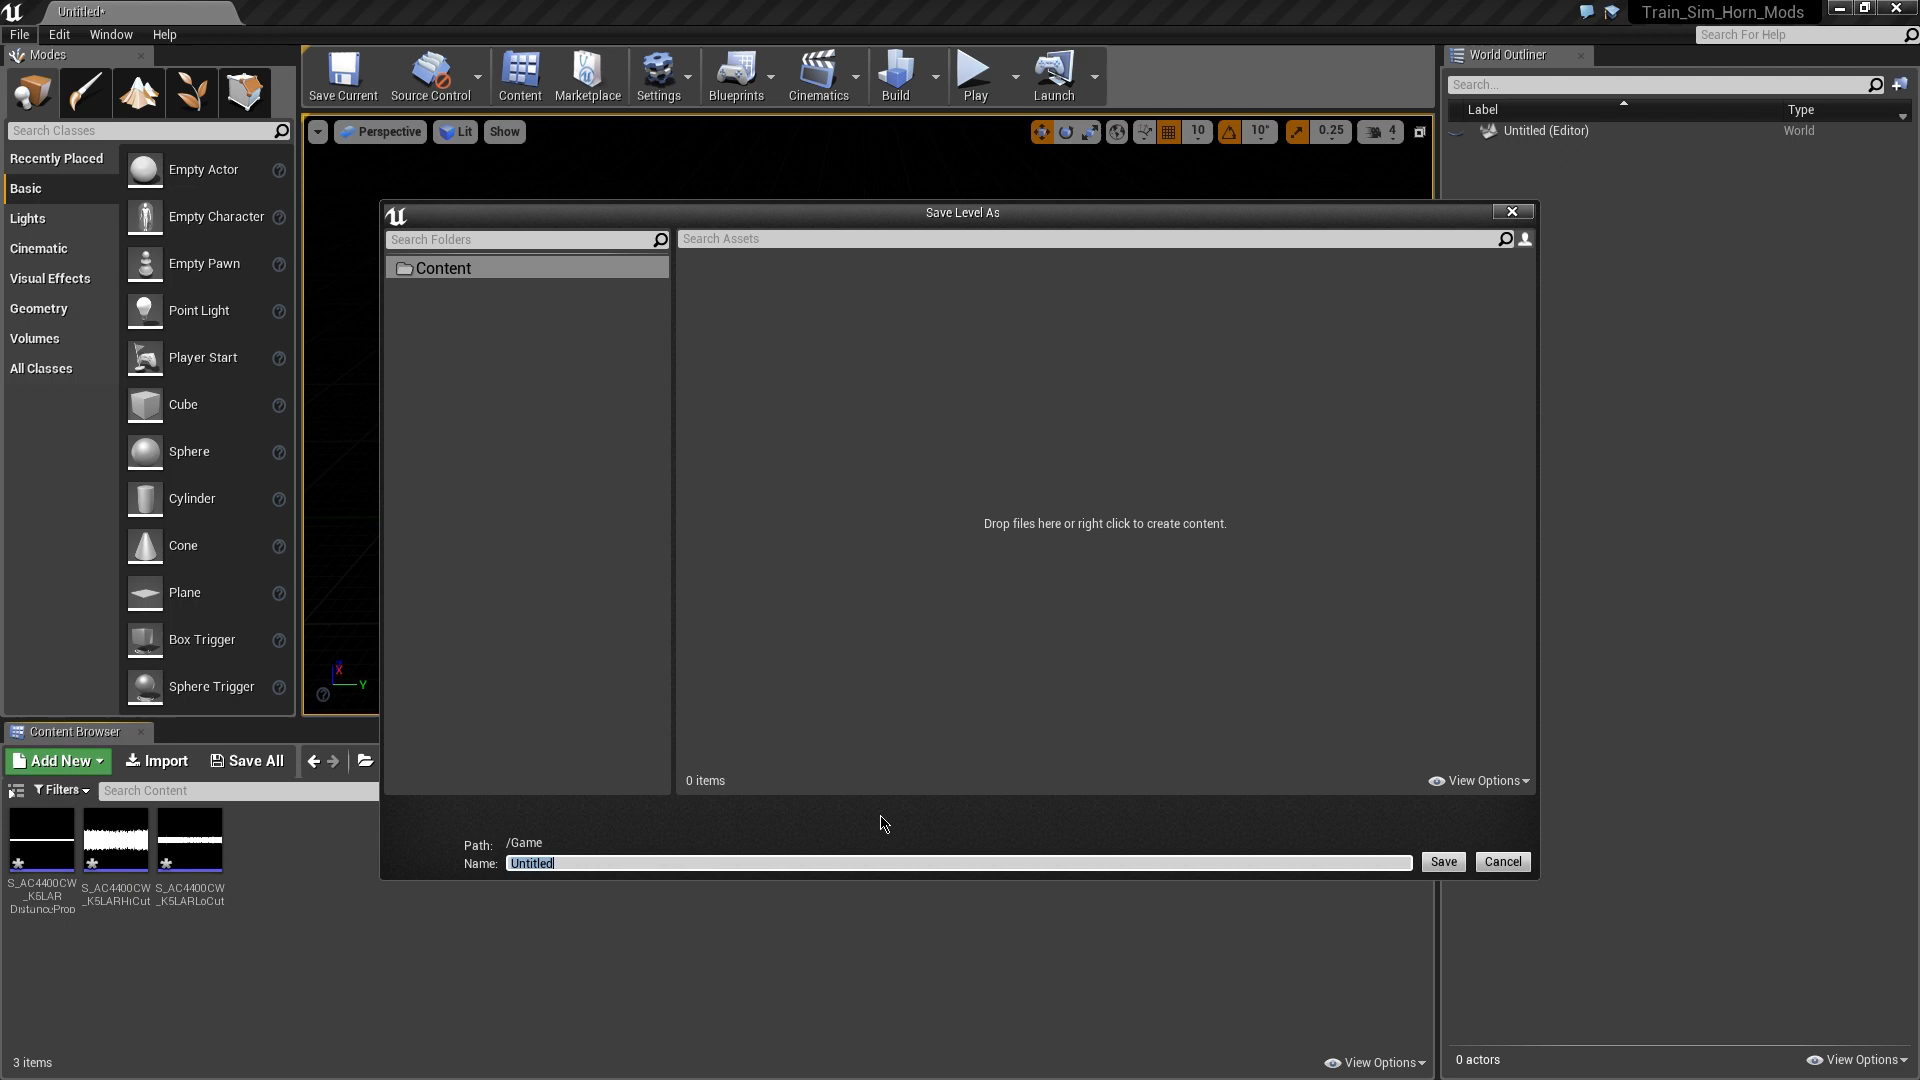 Untitled•
Train_Sim_Horn_Mods
File Edit Window Help
Search For Help
Modes
Save Current Source Control Content Marketplace Settings Blueprints Cinematics Build Play Launch
World Outliner
Search...
Label Type
Untitled (Editor) World
Search Classes
Perspective Lit Show
10 10° 0.25 4
Recently Placed
Basic
Lights
Cinematic
Visual Effects
Geometry
Volumes
All Classes
Empty Actor
Empty Character
Empty Pawn
Point Light
Player Start
Cube
Sphere
Cylinder
Cone
Plane
Box Trigger
Sphere Trigger
X
Y
Save Level As
Search Folders
Search Assets
Content
Drop files here or right click to create content.
0 items
View Options
Path: /Game
Name: Untitled
Save Cancel
Content Browser
Add New Import Save All
Filters
Search Content
S_AC4400CW
_K5LAR
DistanceProp
S_AC4400CW
_K5LARHiCut
S_AC4400CW
_K5LARLoCut
3 items
View Options
0 actors
View Options